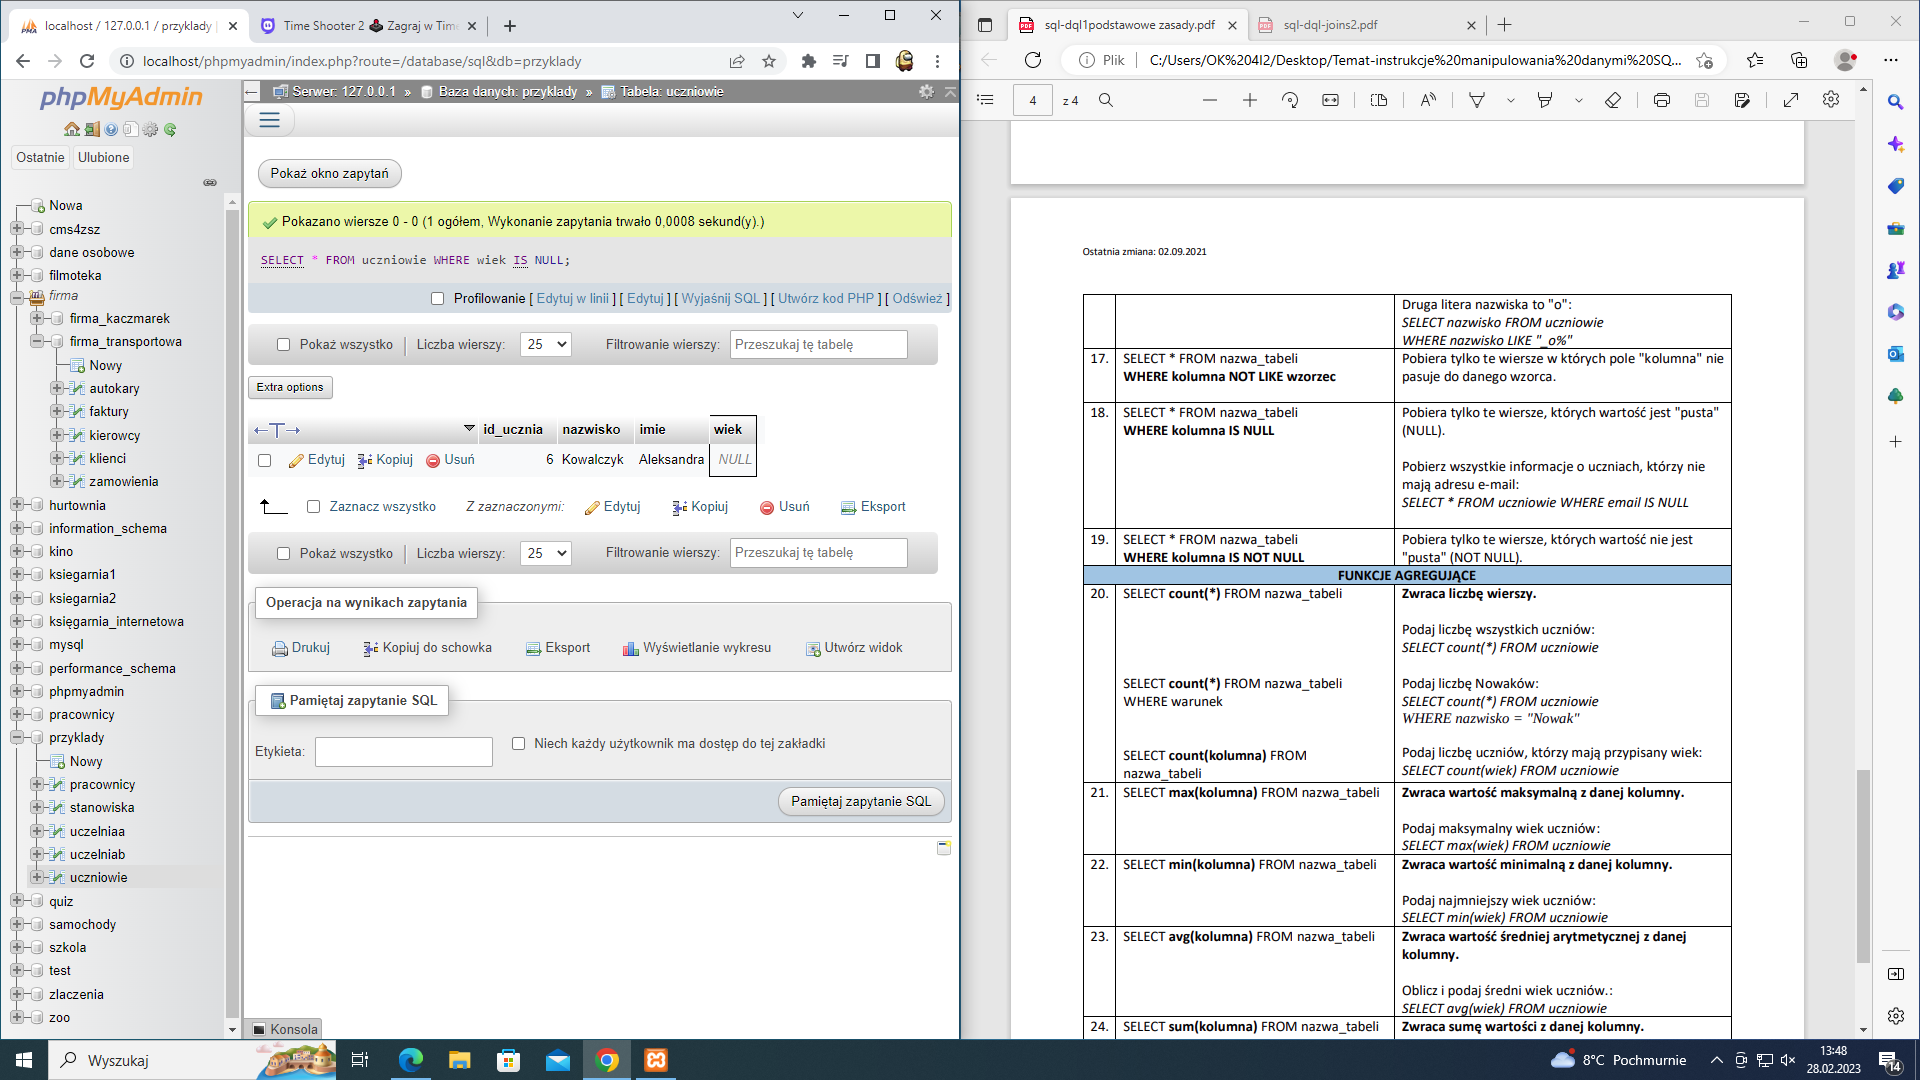 localhost / 127.0.0.1 / przyklady |
Time Shooter 2 Zagraj w Time
localhost/phpmyadmin/index.php?route=/database/sql&db=przyklady
phpMyAdmin
Ostatnie Ulubione
Nowa
cms4zsz
dane osobowe
filmoteka
firma
firma_kaczmarek
firma_transportowa
Nowy
autokary
faktury
kierowcy
klienci
zamowienia
hurtownia
information_schema
kino
ksiegarnia1
ksiegarnia2
księgarnia_internetowa
mysql
performance_schema
phpmyadmin
pracownicy
przyklady
Nowy
pracownicy
stanowiska
uczelniaa
uczelniab
uczniowie
quiz
samochody
szkola
test
zlaczenia
zoo
Serwer: 127.0.0.1 » Baza danych: przyklady » Tabela: uczniowie
Pokaż okno zapytań
Pokazano wiersze 0 - 0 (1 ogółem, Wykonanie zapytania trwało 0,0008 sekund(y).)
SELECT * FROM uczniowie WHERE wiek IS NULL;
Profilowanie [ Edytuj w linii ] [ Edytuj ] [ Wyjaśnij SQL ] [ Utwórz kod PHP ] [ Odśwież ]
Pokaż wszystko Liczba wierszy: 25 Filtrowanie wierszy: Przeszukaj tę tabelę
Extra options
←T→ id_ucznia nazwisko imie wiek
Edytuj Kopiuj Usuń 6 Kowalczyk Aleksandra NULL
Zaznacz wszystko Z zaznaczonymi: Edytuj Kopiuj Usuń Eksport
Pokaż wszystko Liczba wierszy: 25 Filtrowanie wierszy: Przeszukaj tę tabelę
Operacja na wynikach zapytania
Drukuj Kopiuj do schowka Eksport Wyświetlanie wykresu Utwórz widok
Pamiętaj zapytanie SQL
Etykieta: Niech każdy użytkownik ma dostęp do tej zakładki
Pamiętaj zapytanie SQL
Konsola
sql-dql1podstawowe zasady.pdf
sql-dql-joins2.pdf
Plik C:/Users/OK%204I2/Desktop/Temat-instrukcje%20manipulowania%20danymi%20SQ...
4 z 4
Ostatnia zmiana: 02.09.2021
Druga litera nazwiska to "o":
SELECT nazwisko FROM uczniowie
WHERE nazwisko LIKE "_o%"
17. SELECT * FROM nazwa_tabeli
WHERE kolumna NOT LIKE wzorzec
Pobiera tylko te wiersze w których pole "kolumna" nie
pasuje do danego wzorca.
18. SELECT * FROM nazwa_tabeli
WHERE kolumna IS NULL
Pobiera tylko te wiersze, których wartość jest "pusta"
(NULL).
Pobierz wszystkie informacje o uczniach, którzy nie
mają adresu e-mail:
SELECT * FROM uczniowie WHERE email IS NULL
19. SELECT * FROM nazwa_tabeli
WHERE kolumna IS NOT NULL
Pobiera tylko te wiersze, których wartość nie jest
"pusta" (NOT NULL).
FUNKCJE AGREGUJĄCE
20. SELECT count(*) FROM nazwa_tabeli
Zwraca liczbę wierszy.
Podaj liczbę wszystkich uczniów:
SELECT count(*) FROM uczniowie
SELECT count(*) FROM nazwa_tabeli
WHERE warunek
Podaj liczbę Nowaków:
SELECT count(*) FROM uczniowie
WHERE nazwisko = "Nowak"
SELECT count(kolumna) FROM
nazwa_tabeli
Podaj liczbę uczniów, którzy mają przypisany wiek:
SELECT count(wiek) FROM uczniowie
21. SELECT max(kolumna) FROM nazwa_tabeli
Zwraca wartość maksymalną z danej kolumny.
Podaj maksymalny wiek uczniów:
SELECT max(wiek) FROM uczniowie
22. SELECT min(kolumna) FROM nazwa_tabeli
Zwraca wartość minimalną z danej kolumny.
Podaj najmniejszy wiek uczniów:
SELECT min(wiek) FROM uczniowie
23. SELECT avg(kolumna) FROM nazwa_tabeli
Zwraca wartość średniej arytmetycznej z danej
kolumny.
Oblicz i podaj średni wiek uczniów.:
SELECT avg(wiek) FROM uczniowie
24. SELECT sum(kolumna) FROM nazwa_tabeli
Zwraca sumę wartości z danej kolumny.
Wyszukaj
8°C Pochmurnie
13:48
28.02.2023
14